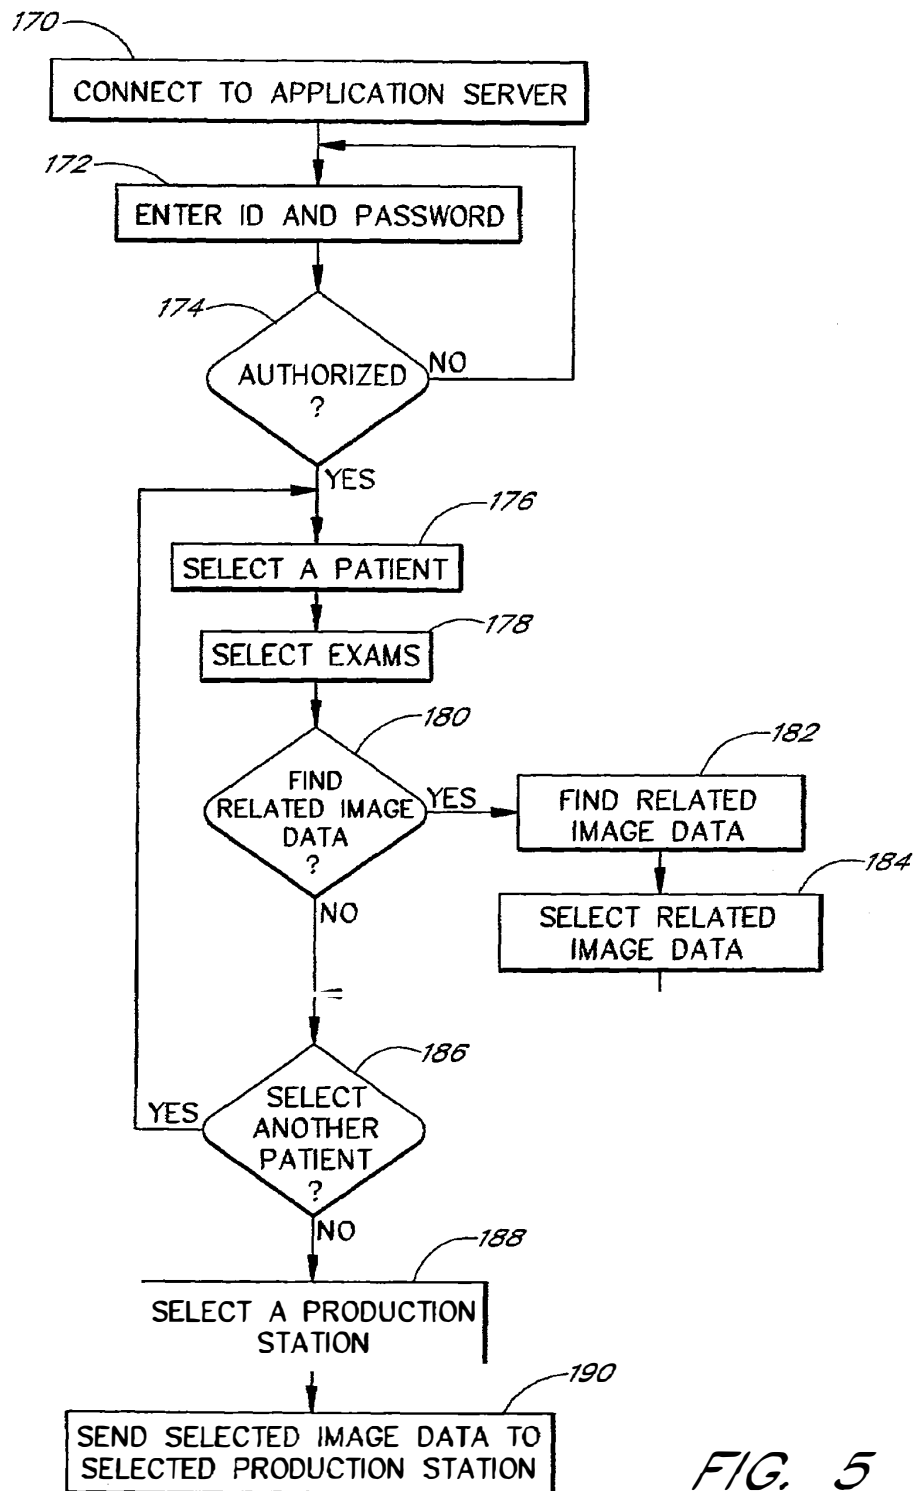 170
CONNECT TO APPLICATION SERVER
172
ENTER ID AND PASSWORD
174
AUTHORIZED
?
NO
YES
176
SELECT A PATIENT
178
SELECT EXAMS
180
FIND
RELATED IMAGE
DATA
?
YES
182
FIND RELATED
IMAGE DATA
184
SELECT RELATED
IMAGE DATA
NO
186
SELECT
ANOTHER
PATIENT
?
YES
NO
188
SELECT A PRODUCTION
STATION
190
SEND SELECTED IMAGE DATA TO
SELECTED PRODUCTION STATION
FIG. 5